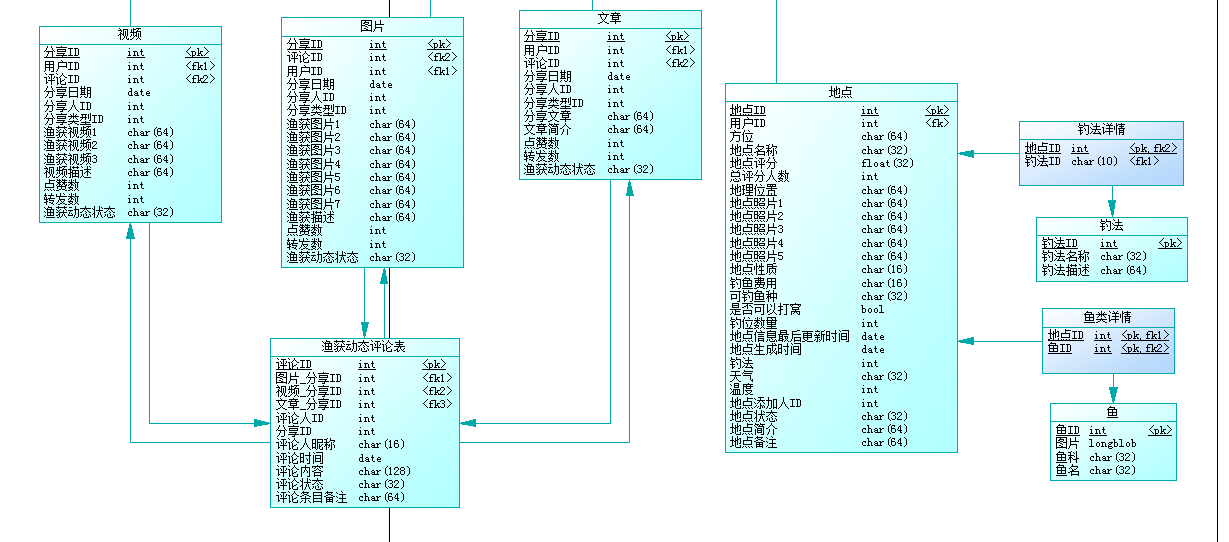 视频
分享ID int <pk>
用户ID int <fk1>
评论ID int <fk2>
分享日期 date
分享人ID int
分享类型ID int
渔获视频1 char(64)
渔获视频2 char(64)
渔获视频3 char(64)
视频描述 char(64)
点赞数 int
转发数 int
渔获动态状态 char(32)
图片
分享ID int <pk>
评论ID int <fk2>
用户ID int <fk1>
分享日期 date
分享人ID int
分享类型ID int
渔获图片1 char(64)
渔获图片2 char(64)
渔获图片3 char(64)
渔获图片4 char(64)
渔获图片5 char(64)
渔获图片6 char(64)
渔获图片7 char(64)
渔获描述 char(64)
点赞数 int
转发数 int
渔获动态状态 char(32)
文章
分享ID int <pk>
用户ID int <fk1>
评论ID int <fk2>
分享日期 date
分享人ID int
分享类型ID int
分享文章 char(64)
文章简介 char(64)
点赞数 int
转发数 int
渔获动态状态 char(32)
渔获动态评论表
评论ID int <pk>
图片_分享ID int <fk1>
视频_分享ID int <fk2>
文章_分享ID int <fk3>
评论人ID int
分享ID int
评论人昵称 char(16)
评论时间 date
评论内容 char(128)
评论状态 char(32)
评论条目备注 char(64)
地点
地点ID int <pk>
用户ID int <fk>
方位 char(64)
地点名称 char(32)
地点评分 float(32)
总评分人数 int
地理位置 char(64)
地点照片1 char(64)
地点照片2 char(64)
地点照片3 char(64)
地点照片4 char(64)
地点照片5 char(64)
地点性质 char(16)
钓鱼费用 char(16)
可钓鱼种 char(32)
是否可以打窝 bool
钓位数量 int
地点信息最后更新时间 date
地点生成时间 date
钓法 int
天气 char(32)
温度 int
地点添加人ID int
地点状态 char(32)
地点简介 char(64)
地点备注 char(64)
钓法详情
地点ID int <pk,fk2>
钓法ID char(10) <fk1>
钓法
钓法ID int <pk>
钓法名称 char(32)
钓法描述 char(64)
鱼类详情
地点ID int <pk,fk1>
鱼ID int <pk,fk2>
鱼
鱼ID int <pk>
图片 longblob
鱼科 char(32)
鱼名 char(32)